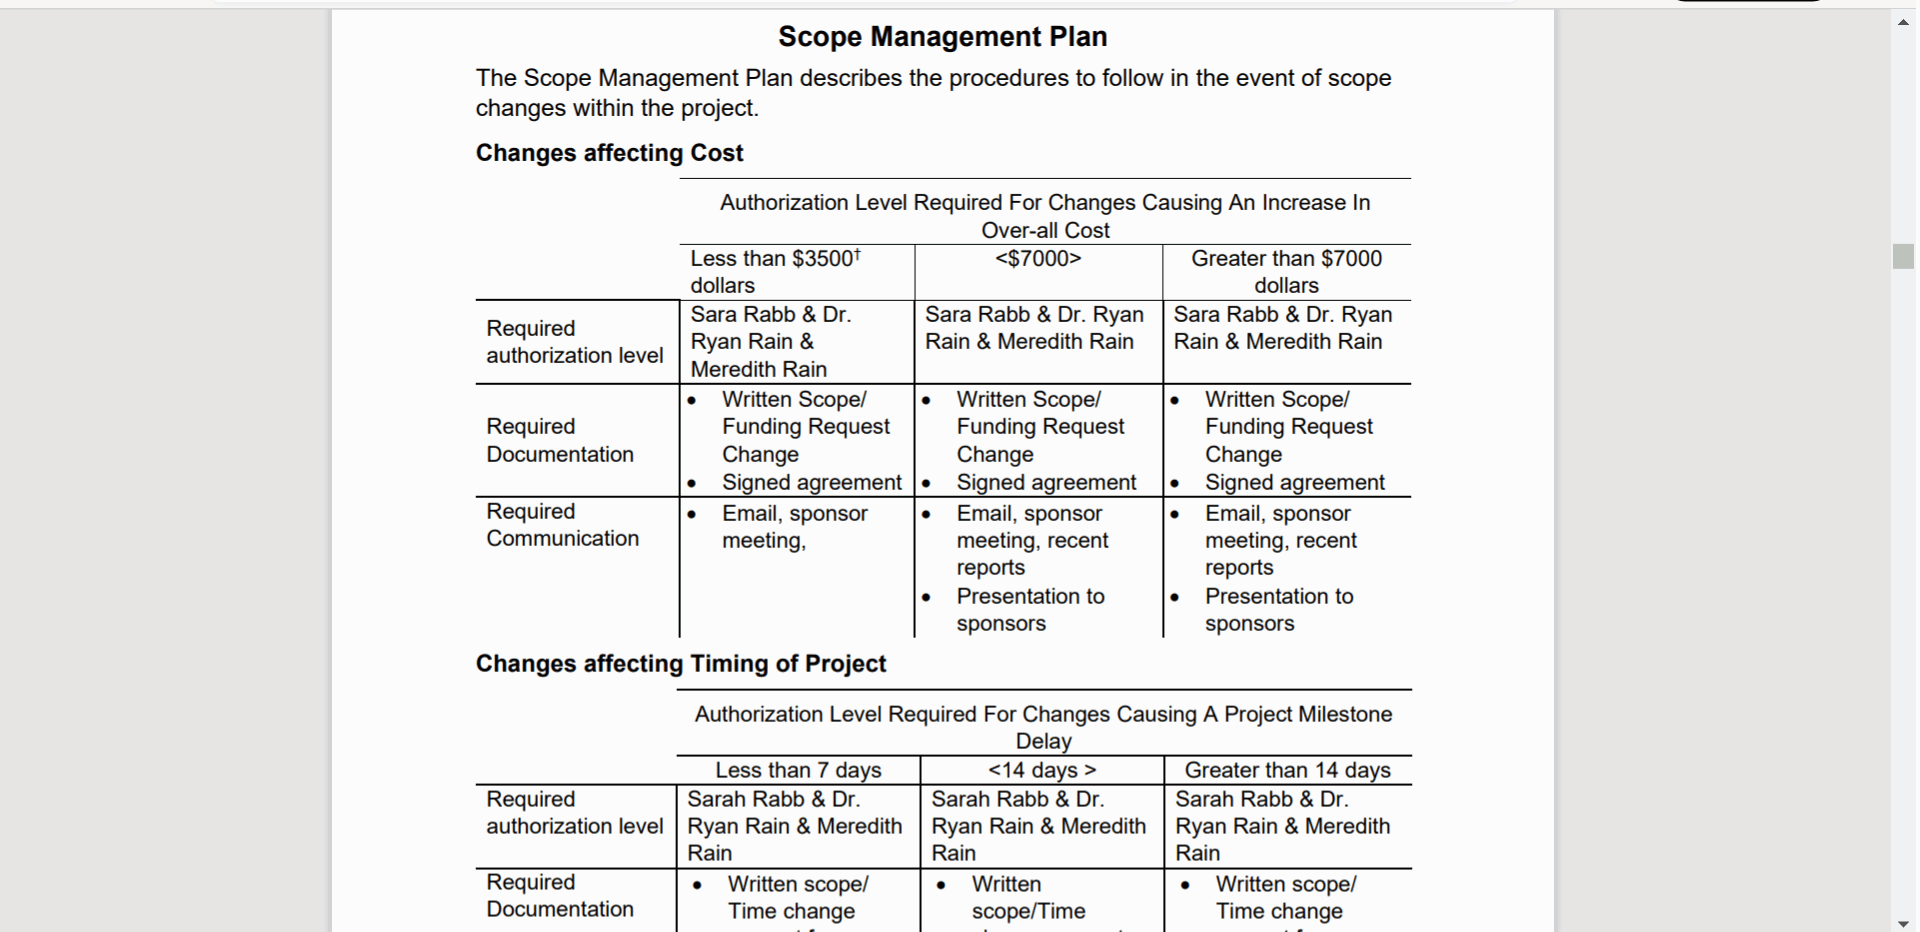 Scope Management Plan
The Scope Management Plan describes the procedures to follow in the event of scope
changes within the project.
Changes affecting Cost
Authorization Level Required For Changes Causing An Increase In
Over-all Cost
Less than $3500†
dollars
<$7000>
Greater than $7000
dollars
Required
authorization level
Sara Rabb & Dr.
Ryan Rain &
Meredith Rain
Sara Rabb & Dr. Ryan
Rain & Meredith Rain
Sara Rabb & Dr. Ryan
Rain & Meredith Rain
Required
Documentation
• Written Scope/
Funding Request
Change
• Signed agreement
• Written Scope/
Funding Request
Change
• Signed agreement
• Written Scope/
Funding Request
Change
• Signed agreement
Required
Communication
• Email, sponsor
meeting,
• Email, sponsor
meeting, recent
reports
• Presentation to
sponsors
• Email, sponsor
meeting, recent
reports
• Presentation to
sponsors
Changes affecting Timing of Project
Authorization Level Required For Changes Causing A Project Milestone
Delay
Less than 7 days
<14 days >
Greater than 14 days
Required
authorization level
Sarah Rabb & Dr.
Ryan Rain & Meredith
Rain
Sarah Rabb & Dr.
Ryan Rain & Meredith
Rain
Sarah Rabb & Dr.
Ryan Rain & Meredith
Rain
Required
Documentation
• Written scope/
Time change
• Written
scope/Time
• Written scope/
Time change